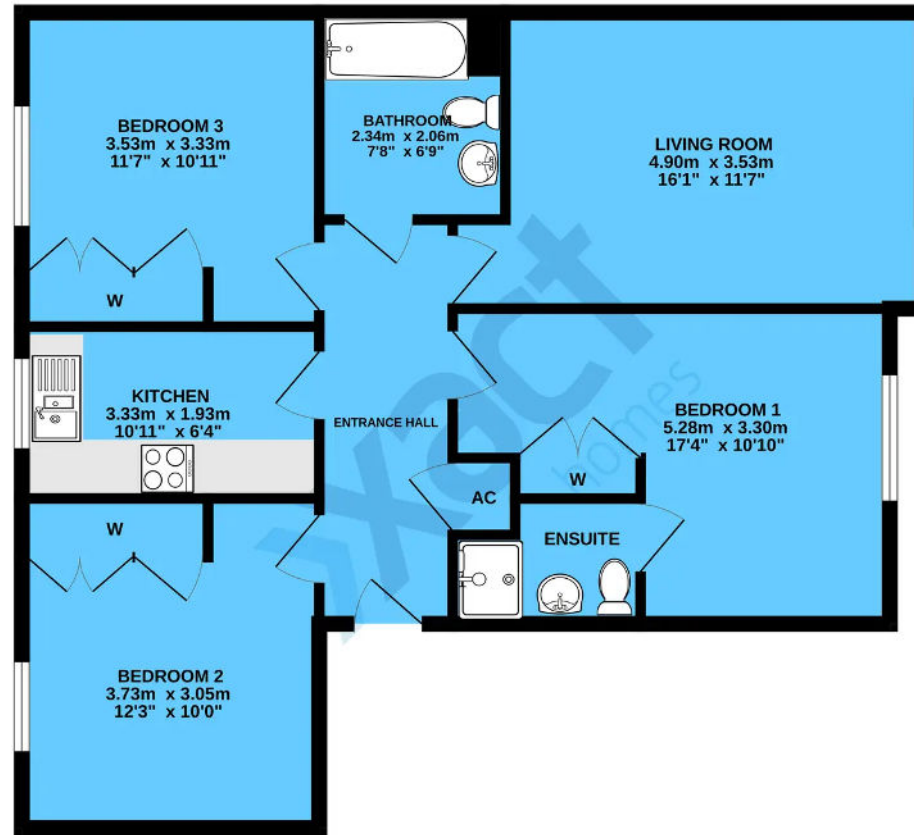 BEDROOM 3
3.53m x 3.33m
11'7" x 10'11"
W
BATHROOM
2.34m x 2.06m
7'8" x 6'9"
LIVING ROOM
4.90m x 3.53m
16'1" x 11'7"
KITCHEN
3.33m x 1.93m
10'11" x 6'4"
ENTRANCE HALL
BEDROOM 1
5.28m x 3.30m
17'4" x 10'10"
W
AC
ENSUITE
W
BEDROOM 2
3.73m x 3.05m
12'3" x 10'0"
xact
homes